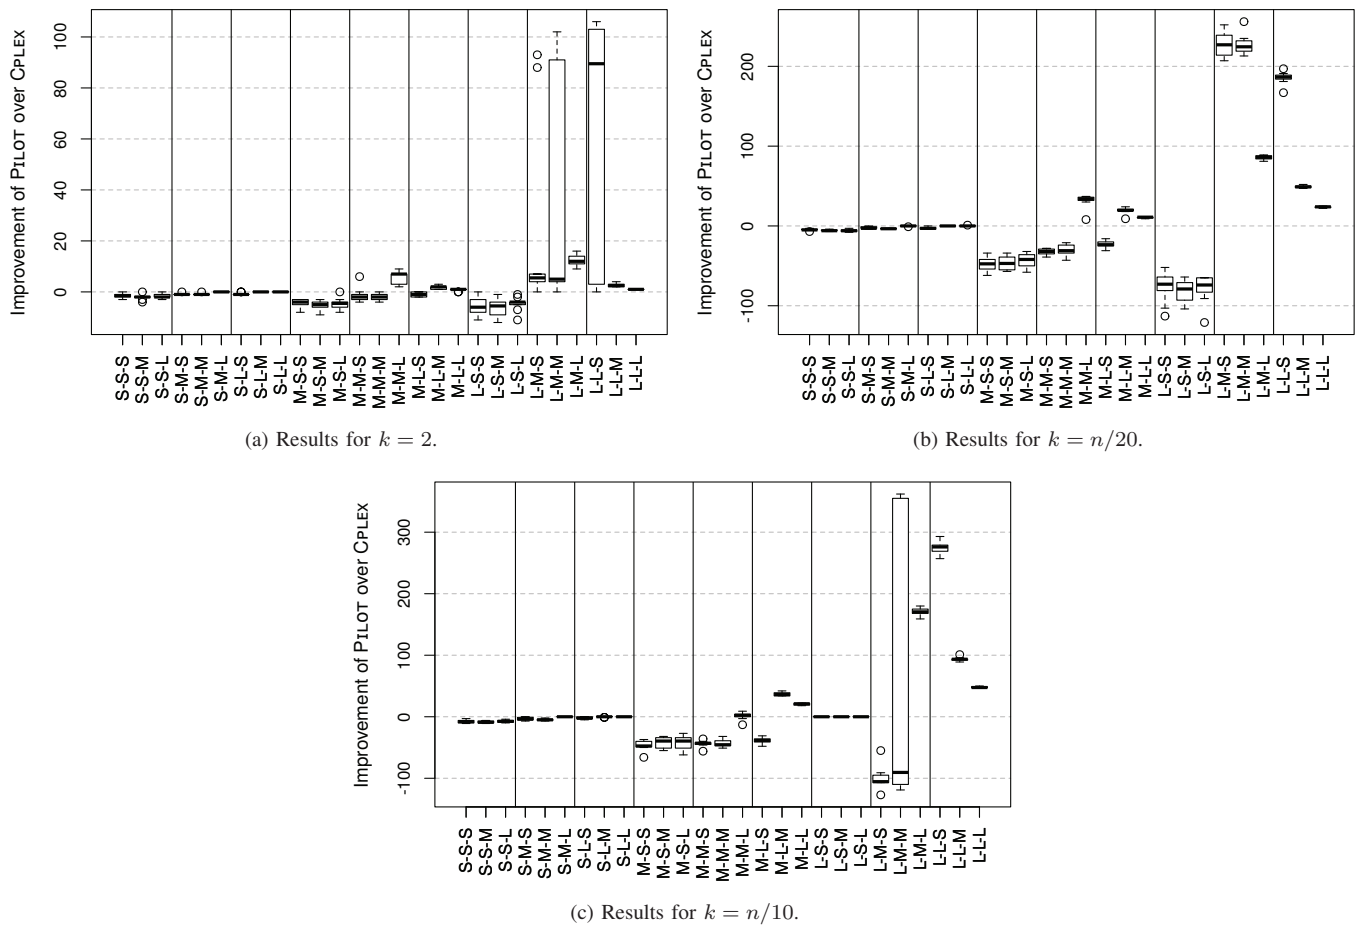 Improvement of PILOT over CPLEX
100
80
60
40
20
0
S-S-S S-S-M S-S-L S-M-S S-M-M S-M-L S-L-S S-L-M S-L-L M-S-S M-S-M M-S-L M-M-S M-M-M M-M-L M-L-S M-L-M M-L-L L-S-S L-S-M L-S-L L-M-S L-M-M L-M-L L-L-S L-L-M L-L-L
(a) Results for k = 2.
Improvement of PILOT over CPLEX
200
100
0
-100
S-S-S S-S-M S-S-L S-M-S S-M-M S-M-L S-L-S S-L-M S-L-L M-S-S M-S-M M-S-L M-M-S M-M-M M-M-L M-L-S M-L-M M-L-L L-S-S L-S-M L-S-L L-M-S L-M-M L-M-L L-L-S L-L-M L-L-L
(b) Results for k = n/20.
Improvement of PILOT over CPLEX
300
200
100
0
-100
S-S-S S-S-M S-S-L S-M-S S-M-M S-M-L S-L-S S-L-M S-L-L M-S-S M-S-M M-S-L M-M-S M-M-M M-M-L M-L-S M-L-M M-L-L L-S-S L-S-M L-S-L L-M-S L-M-M L-M-L L-L-S L-L-M L-L-L
(c) Results for k = n/10.